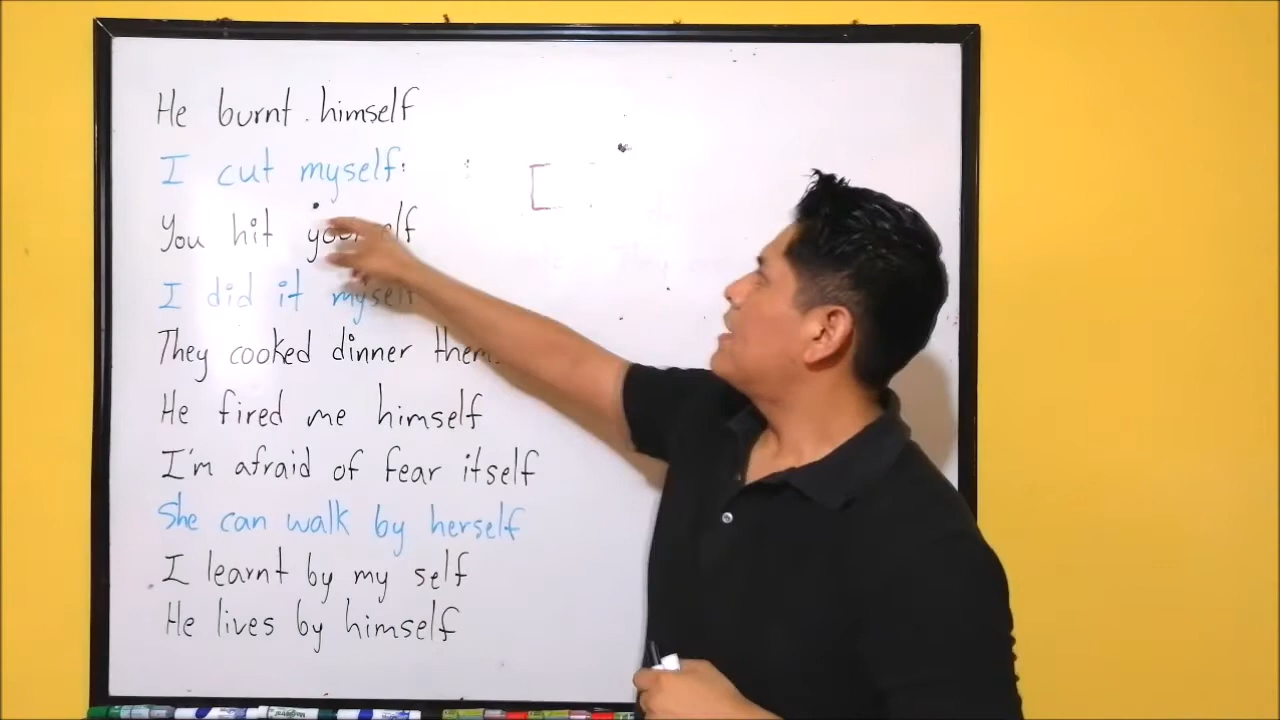 He burnt himself
I cut myself
You hit yourself
I did it myself
They cooked dinner
He fired me himself
I'm afraid of fear itself
She can walk by herself
I learnt by my self
He lives by himself